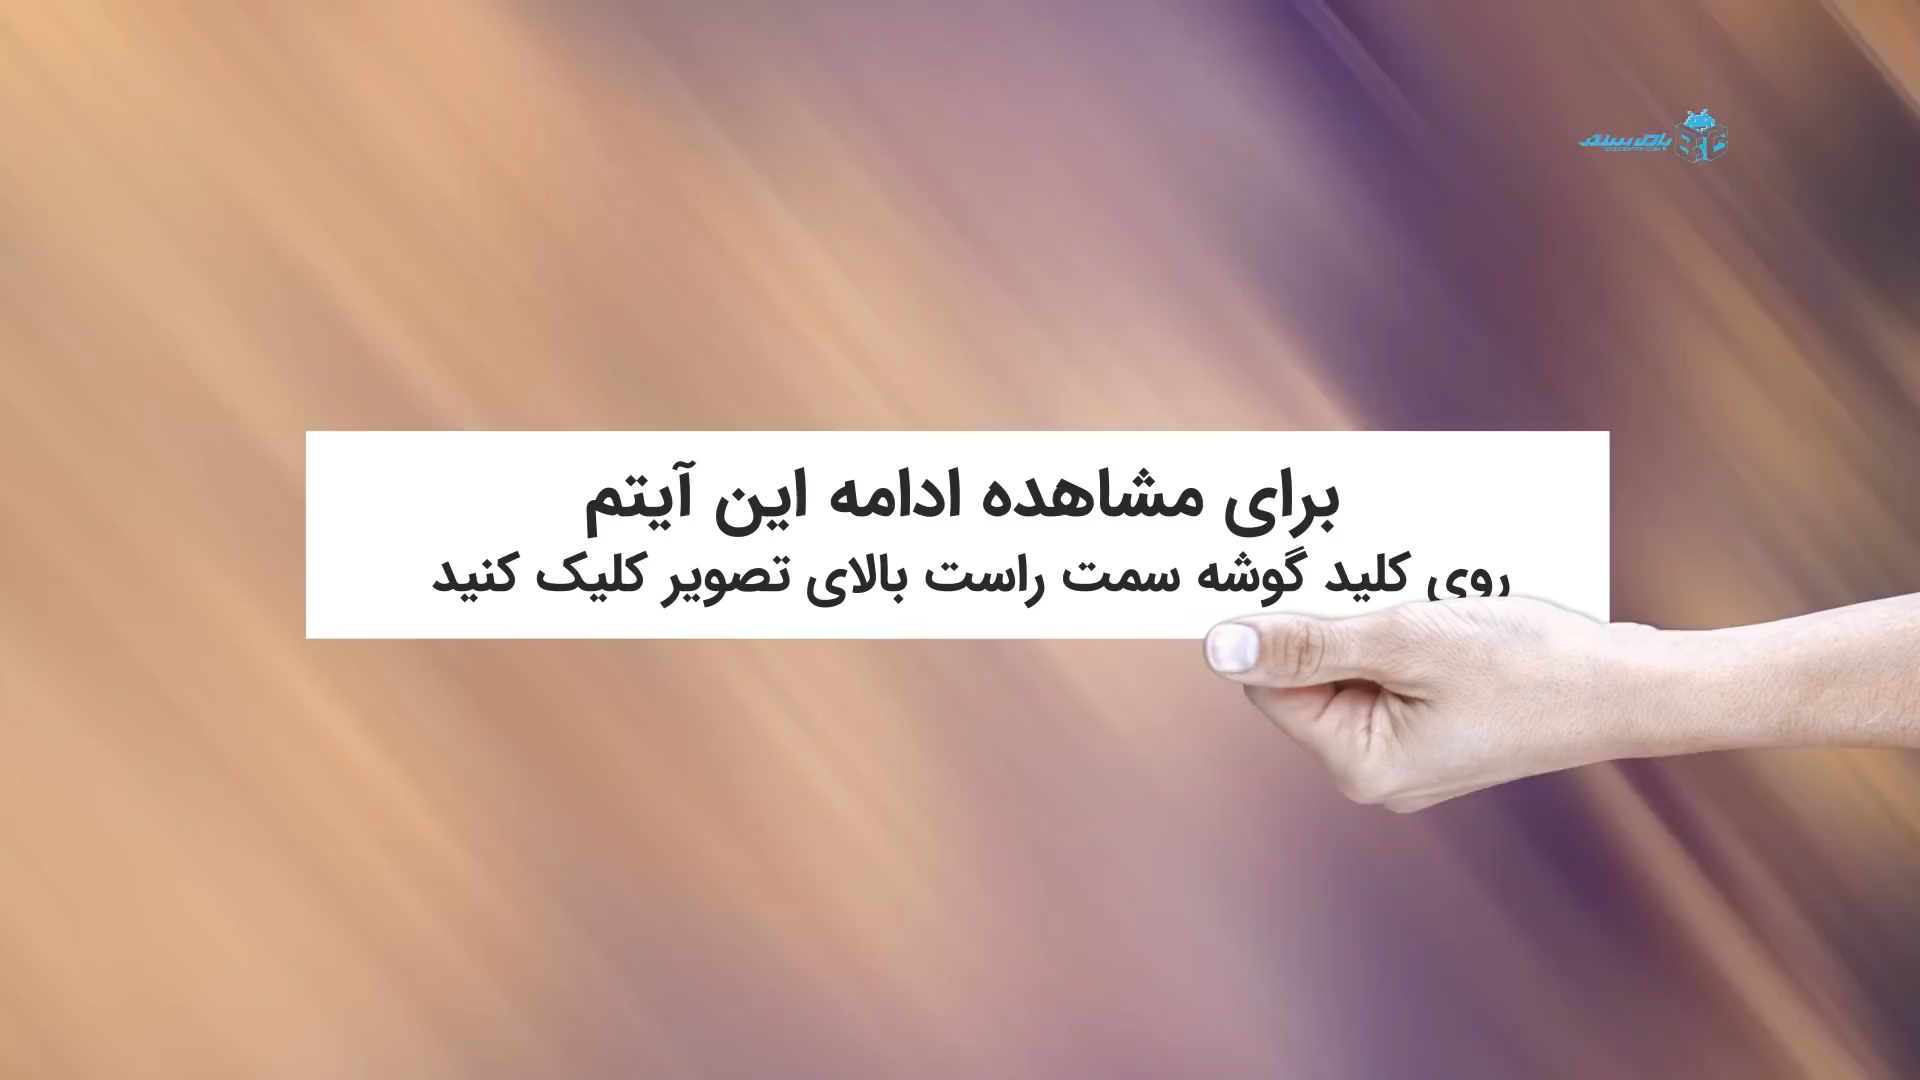 برای مشاهده ادامه این آیتم
روی کلید گوشه سمت راست بالای تصویر کلیک کنید